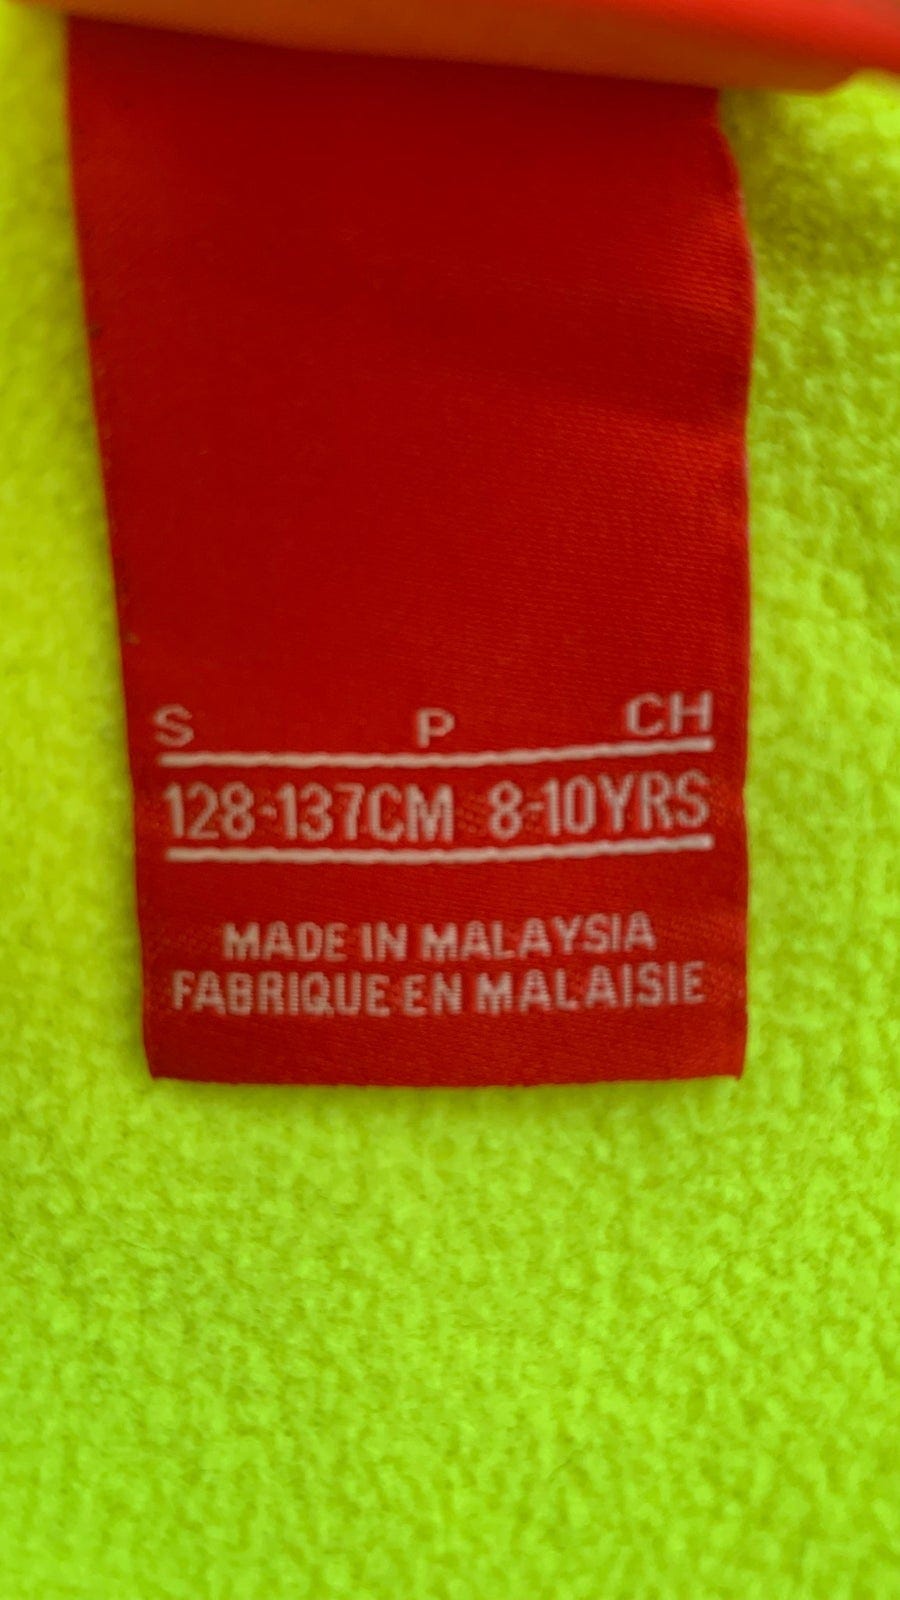 S P CH
128-137CM 8-10YRS
MADE IN MALAYSIA
FABRIQUE EN MALAISIE